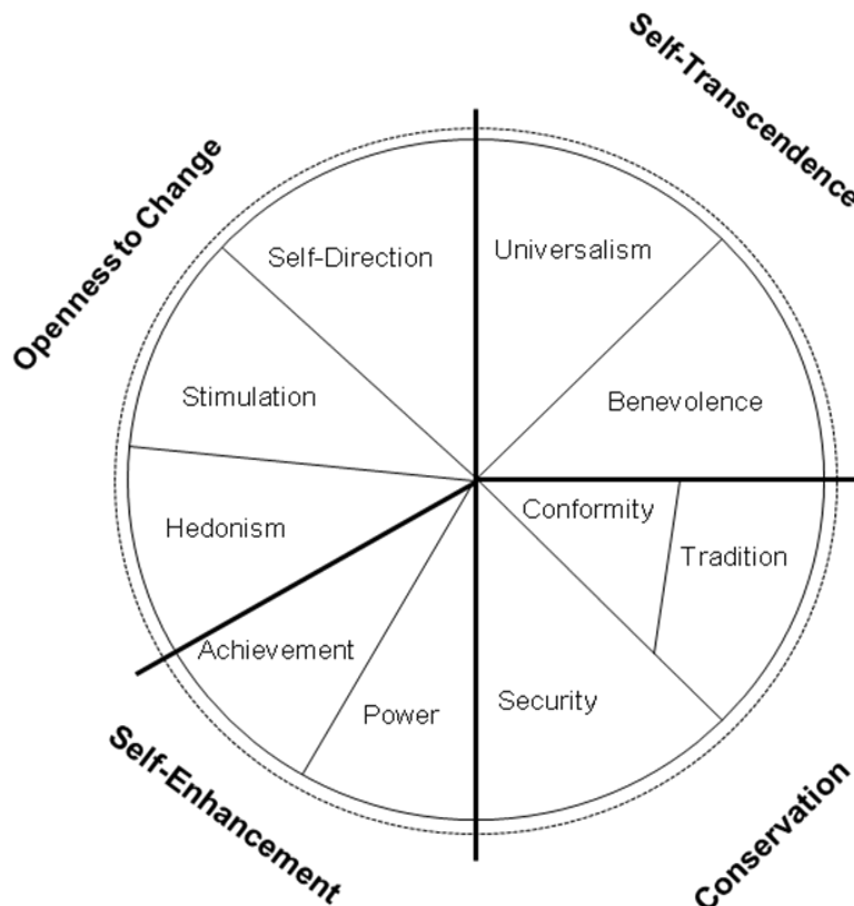 Self-Transcendence
Openness to Change
Self-Direction
Universalism
Stimulation
Benevolence
Conformity
Hedonism
Tradition
Achievement
Power
Security
Self-Enhancement
Conservation